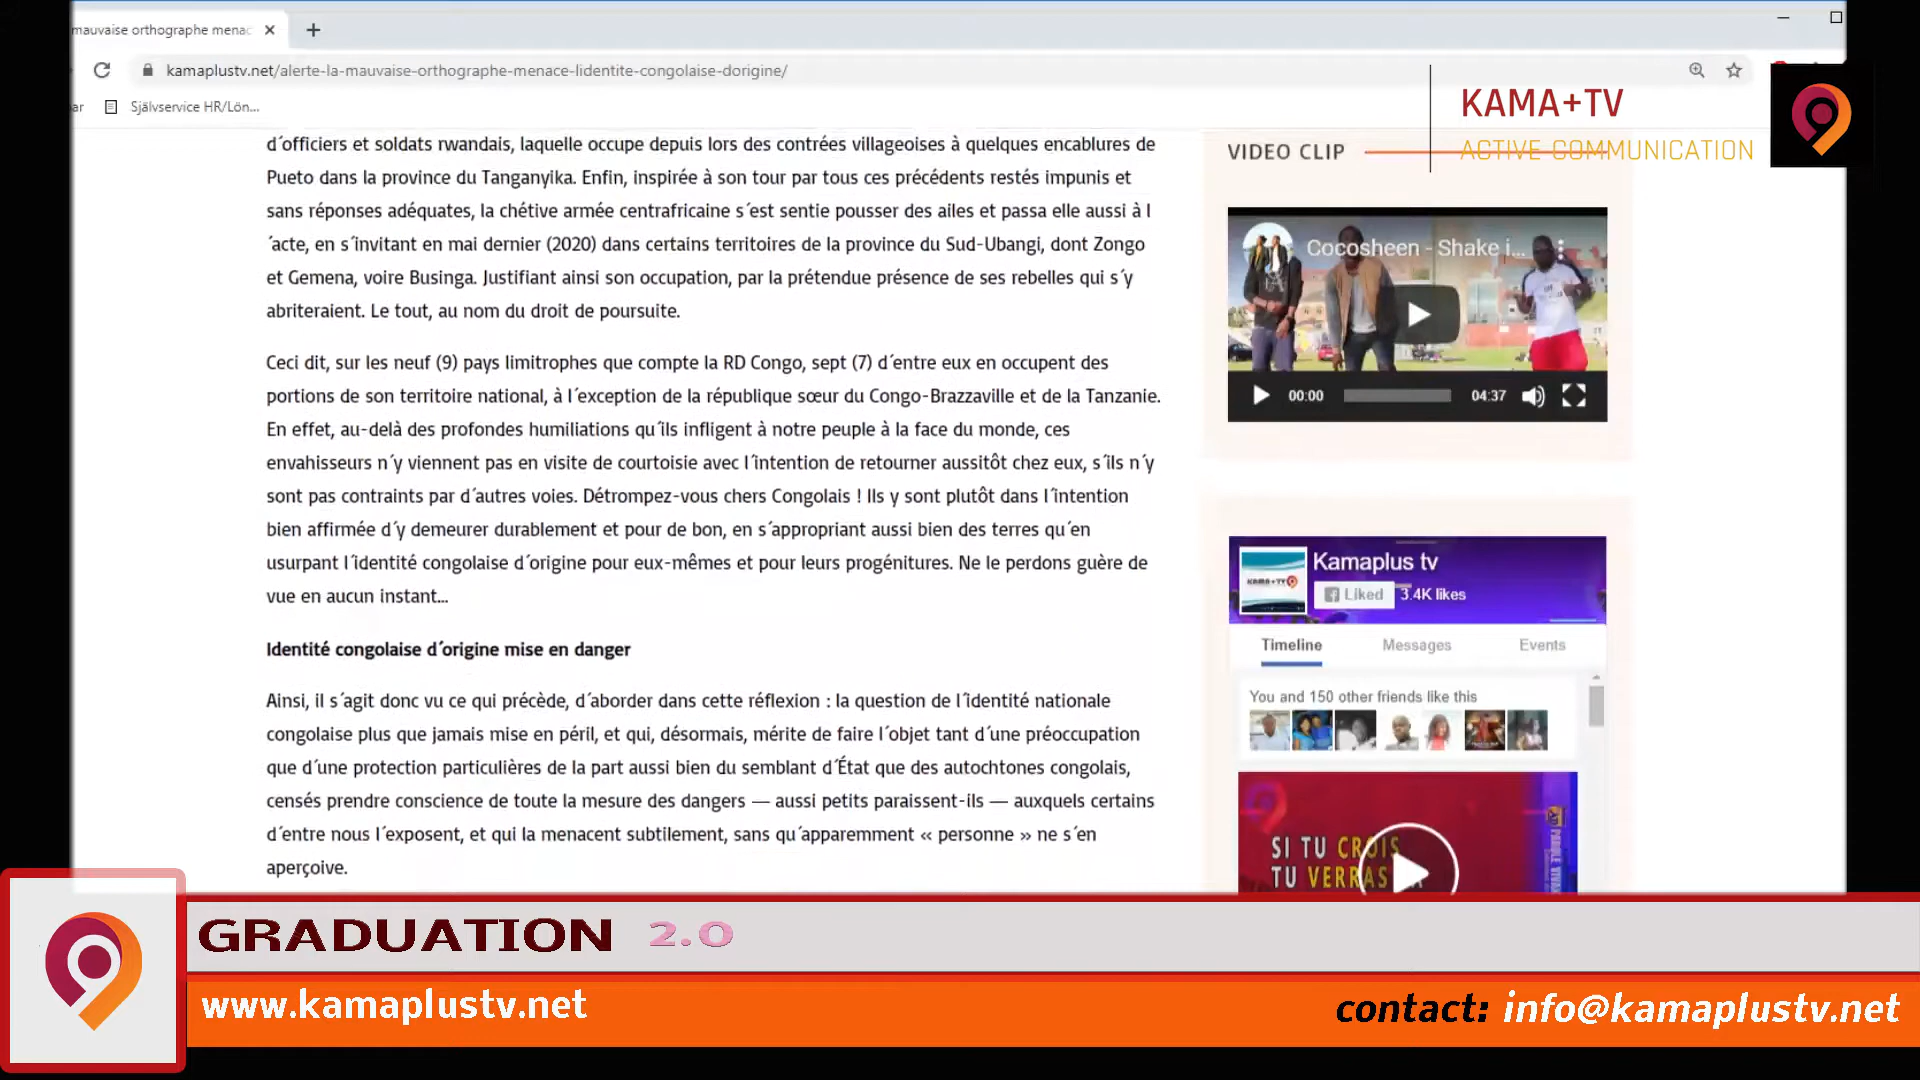 mauvaise orthographe menac
kamaplustv.net/alerte-la-mauvaise-orthographe-menace-lidentite-congolaise-dorigine/
ar
Självservice HR/Lön...
KAMA+TV
ACTIVE COMMUNICATION
d´officiers et soldats rwandais, laquelle occupe depuis lors des contrées villageoises à quelques encablures de
Pueto dans la province du Tanganyika. Enfin, inspirée à son tour par tous ces précédents restés impunis et
sans réponses adéquates, la chétive armée centrafricaine s´est sentie pousser des ailes et passa elle aussi à l
´acte, en s´invitant en mai dernier (2020) dans certains territoires de la province du Sud-Ubangi, dont Zongo
et Gemena, voire Businga. Justifiant ainsi son occupation, par la prétendue présence de ses rebelles qui s´y
abriteraient. Le tout, au nom du droit de poursuite.
Ceci dit, sur les neuf (9) pays limitrophes que compte la RD Congo, sept (7) d´entre eux en occupent des
portions de son territoire national, à l´exception de la république sœur du Congo-Brazzaville et de la Tanzanie.
En effet, au-delà des profondes humiliations qu´ils infligent à notre peuple à la face du monde, ces
envahisseurs n´y viennent pas en visite de courtoisie avec l´intention de retourner aussitôt chez eux, s´ils n´y
sont pas contraints par d´autres voies. Détrompez-vous chers Congolais ! Ils y sont plutôt dans l´intention
bien affirmée d´y demeurer durablement et pour de bon, en s´appropriant aussi bien des terres qu´en
usurpant l´identité congolaise d´origine pour eux-mêmes et pour leurs progénitures. Ne le perdons guère de
vue en aucun instant...
Identité congolaise d´origine mise en danger
Ainsi, il s´agit donc vu ce qui précède, d´aborder dans cette réflexion : la question de l´identité nationale
congolaise plus que jamais mise en péril, et qui, désormais, mérite de faire l´objet tant d´une préoccupation
que d´une protection particulières de la part aussi bien du semblant d´État que des autochtones congolais,
censés prendre conscience de toute la mesure des dangers — aussi petits paraissent-ils — auxquels certains
d´entre nous l´exposent, et qui la menacent subtilement, sans qu´apparemment « personne » ne s´en
aperçoive.
VIDEO CLIP
Cocosheen - Shake i...
00:00
04:37
Kamaplus tv
Liked
3.4K likes
Timeline
Messages
Events
You and 150 other friends like this
SI TU CROIS
TU VERRAS LA
GRADUATION 2.0
www.kamaplustv.net
contact: info@kamaplustv.net